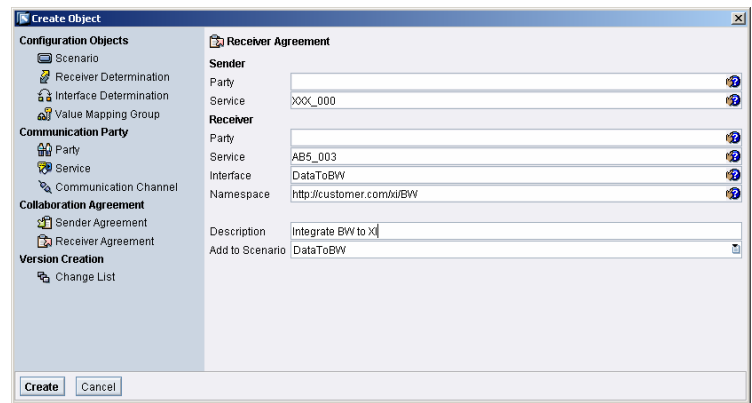 Create Object
Configuration Objects
Scenario
Receiver Determination
Interface Determination
Value Mapping Group
Communication Party
Party
Service
Communication Channel
Collaboration Agreement
Sender Agreement
Receiver Agreement
Version Creation
Change List
Receiver Agreement
Sender
Party
Service XXX_000
Receiver
Party
Service AB5_003
Interface DataToBW
Namespace http://customer.com/xi/BW
Description Integrate BW to XI
Add to Scenario DataToBW
Create Cancel